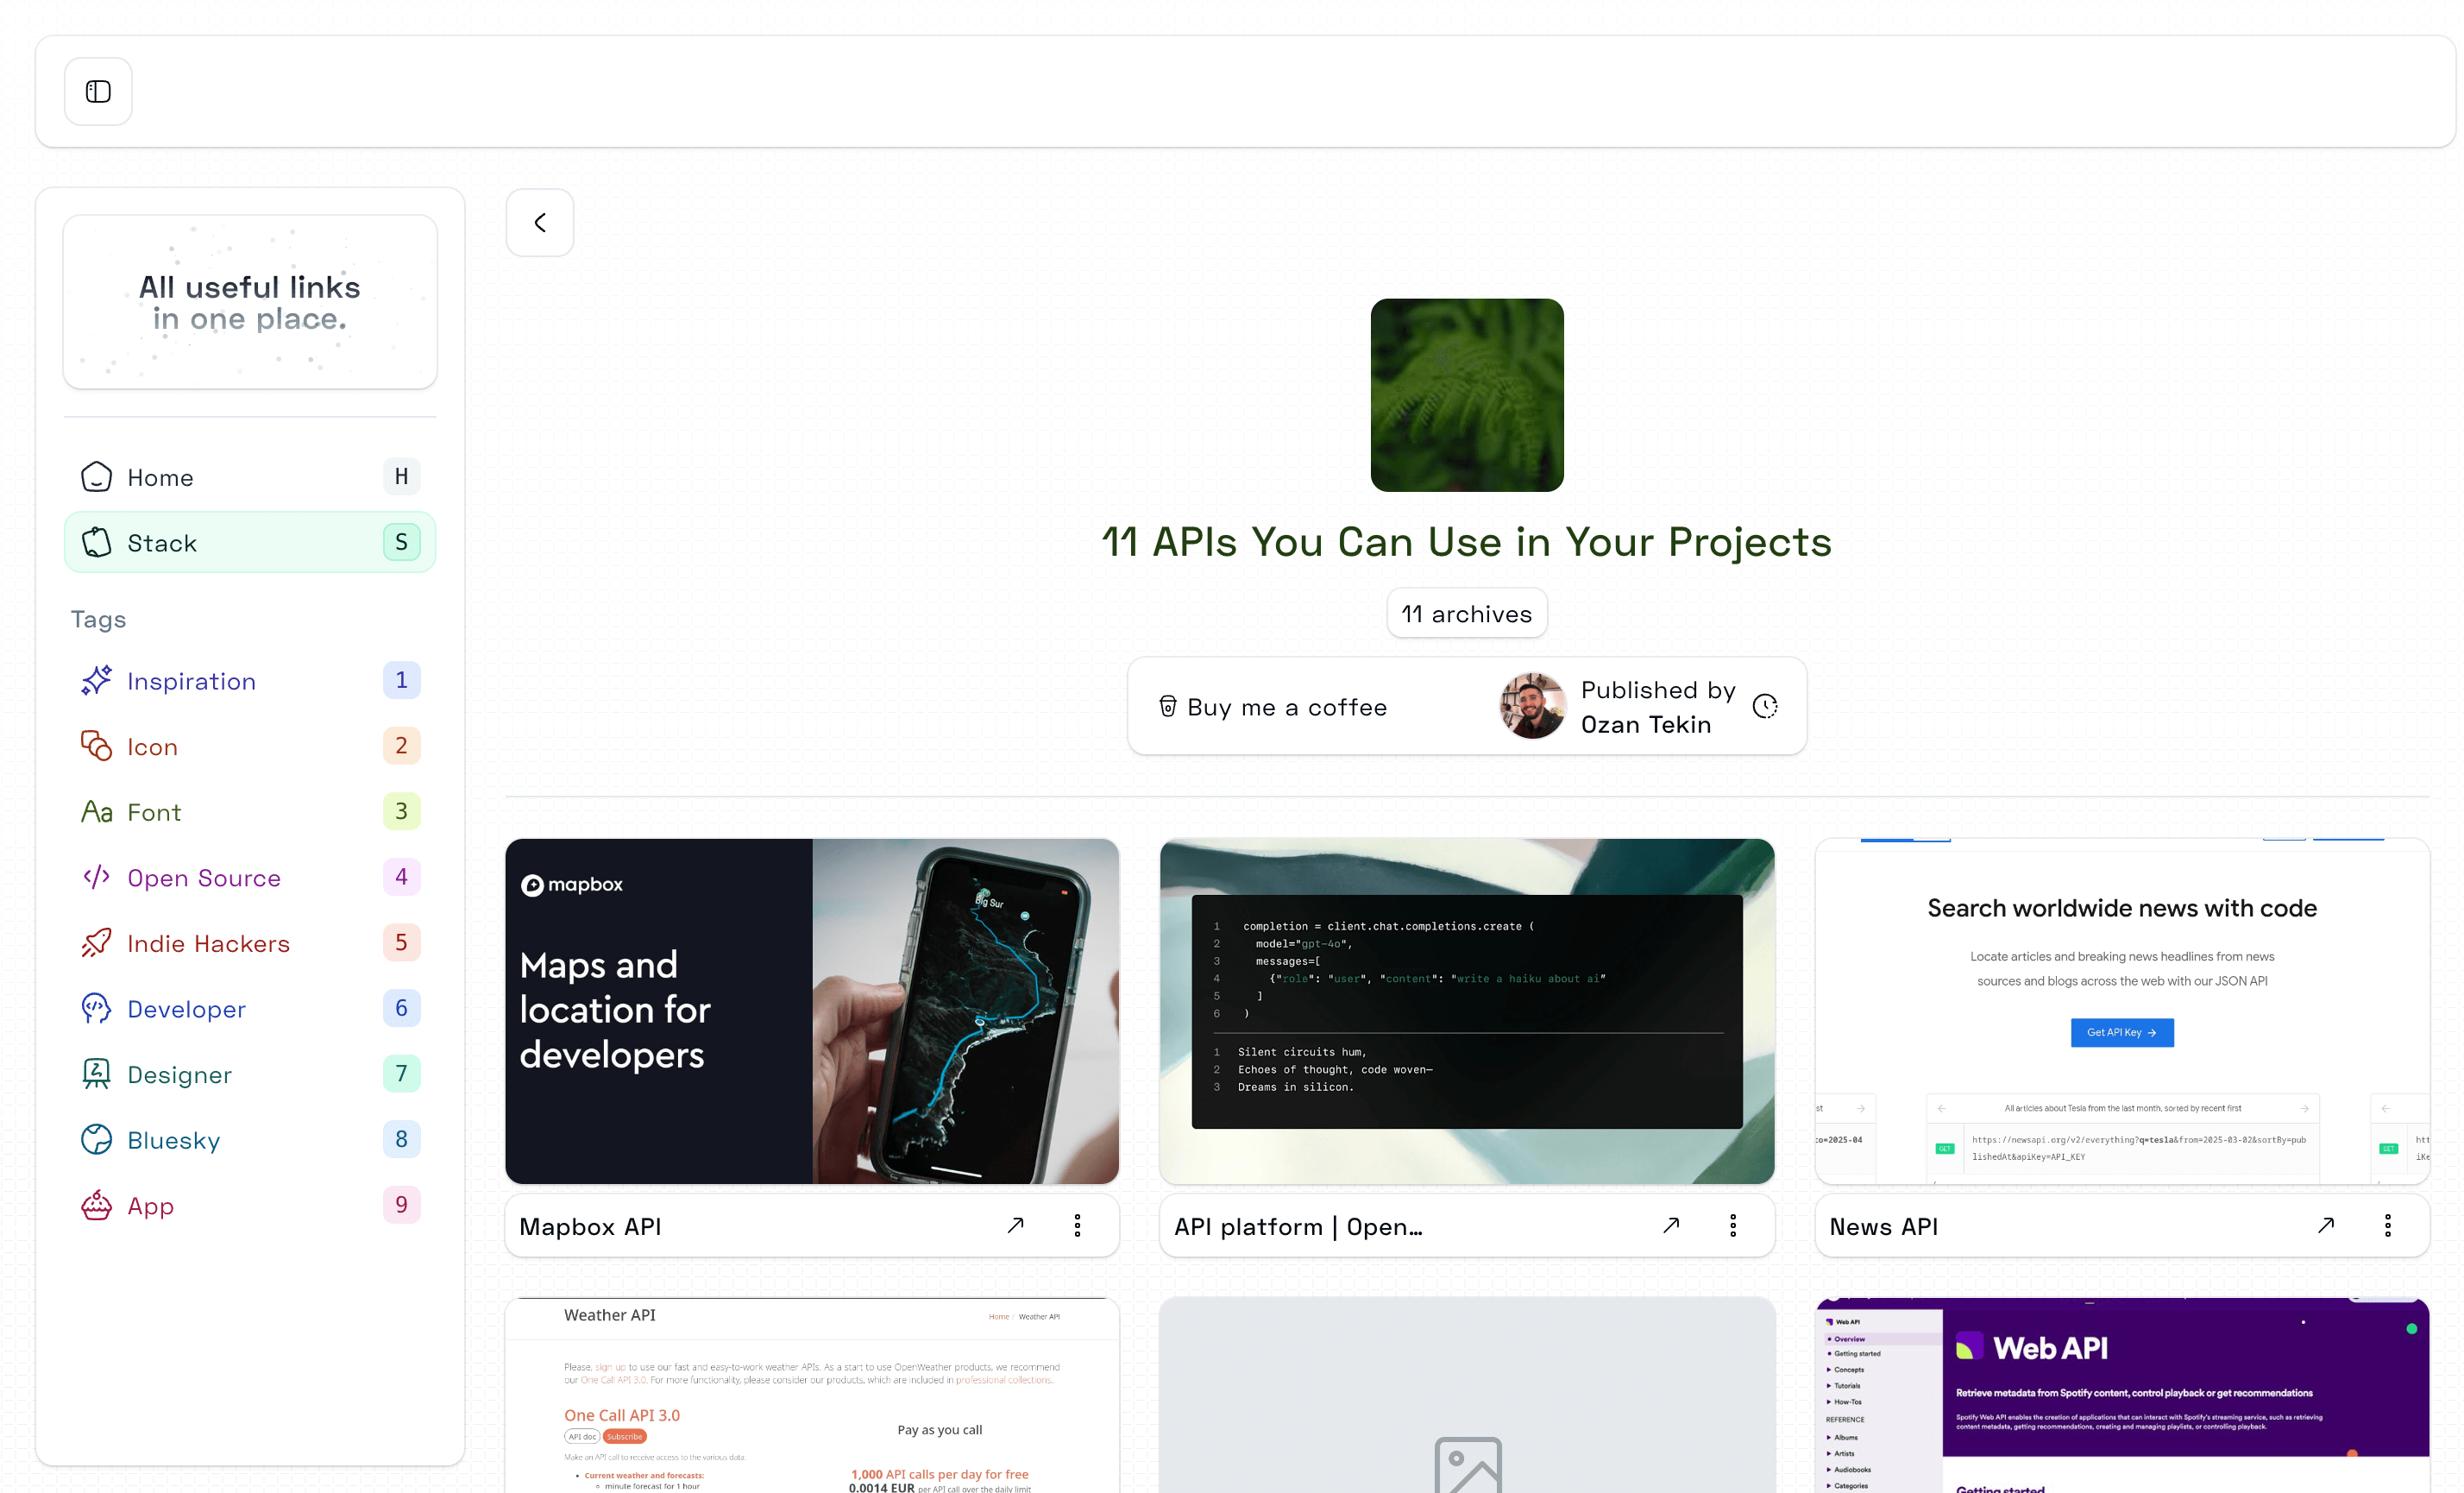 All useful links
in one place.
Home
H
Stack
S
Tags
Inspiration
1
Icon
2
Font
3
Open Source
4
Indie Hackers
5
Developer
6
Designer
7
Bluesky
8
App
9
11 APIs You Can Use in Your Projects
11 archives
Buy me a coffee
Published by
Ozan Tekin
mapbox
Maps and
location for
developers
Big Sur
Mapbox API
1 completion = client.chat.completions.create (
2 model="gpt-4o",
3 messages=[
4 {"role": "user", "content": "write a haiku about ai"
5 ]
6 )
1 Silent circuits hum,
2 Echoes of thought, code woven—
3 Dreams in silicon.
API platform | Open...
Search worldwide news with code
Locate articles and breaking news headlines from news
sources and blogs across the web with our JSON API
Get API Key →
st →
← All articles about Tesla from the last month, sorted by recent first →
←
to=2025-04
GET
https://newsapi.org/v2/everything?q=tesla&from=2025-03-02&sortBy=pub
lishedAt&apiKey=API_KEY
GET
htt
iKe
News API
Weather API
Home / Weather API
Please, sign up to use our fast and easy-to-work weather APIs. As a start to use OpenWeather products, we recommend
our One Call API 3.0. For more functionality, please consider our products, which are included in professional collections.
One Call API 3.0
API doc
Subscribe
Make an API call to receive access to the various data:
Current weather and forecasts:
minute forecast for 1 hour
Pay as you call
1,000 API calls per day for free
0.0014 EUR per API call over the daily limit
Web API
Overview
Getting started
Concepts
Tutorials
How-Tos
REFERENCE
Albums
Artists
Audiobooks
Categories
Web API
Retrieve metadata from Spotify content, control playback or get recommendations
Spotify Web API enables the creation of applications that can interact with Spotify's streaming service, such as retrieving
content metadata, getting recommendations, creating and managing playlists, or controlling playback.
Getting started